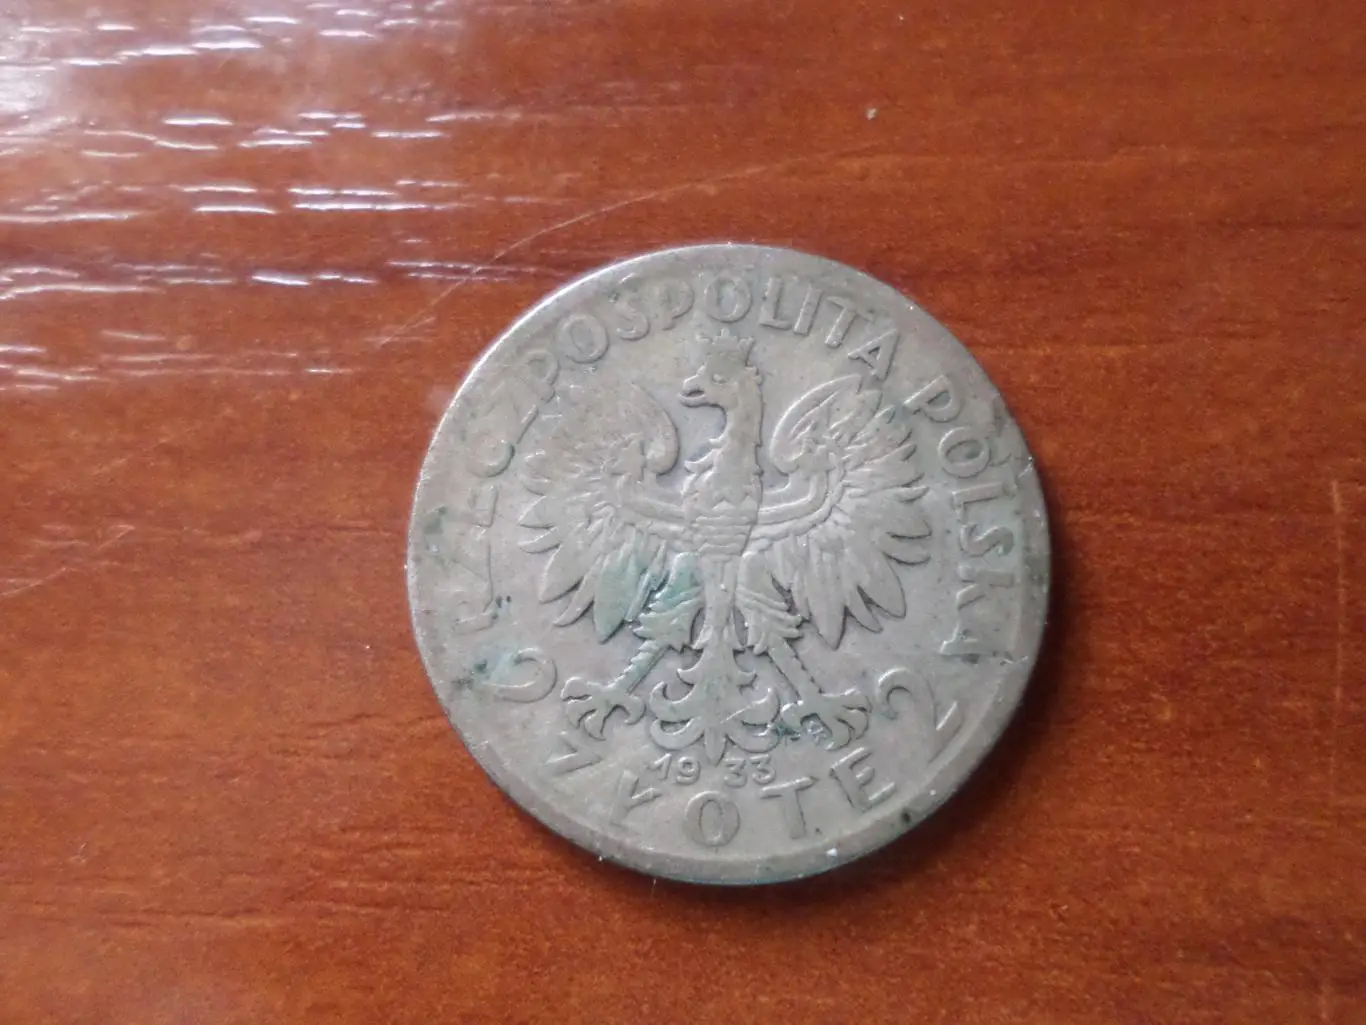 RZECZPOSPOLITA POLSKA
1933
2 ZŁOTE 2